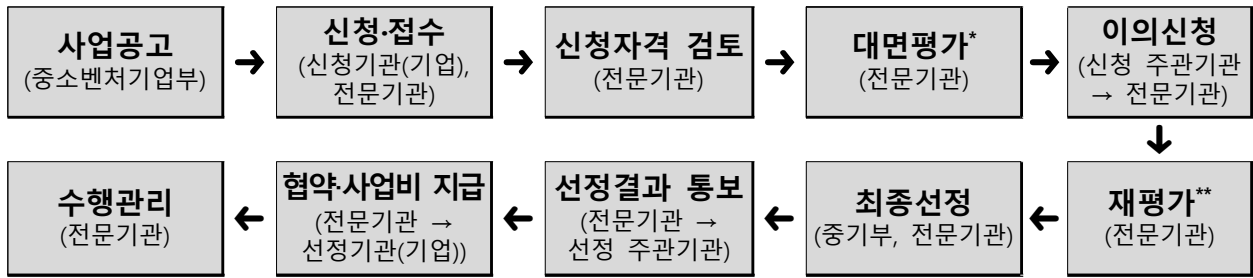 사업공고
(중소벤처기업부)
신청·접수
(신청기관(기업),
전문기관)
신청자격 검토
(전문기관)
대면평가*
(전문기관)
이의신청
(신청 주관기관
→ 전문기관)
재평가**
(전문기관)
최종선정
(중기부, 전문기관)
선정결과 통보
(전문기관 →
선정 주관기관)
협약·사업비 지급
(전문기관 →
선정기관(기업))
수행관리
(전문기관)